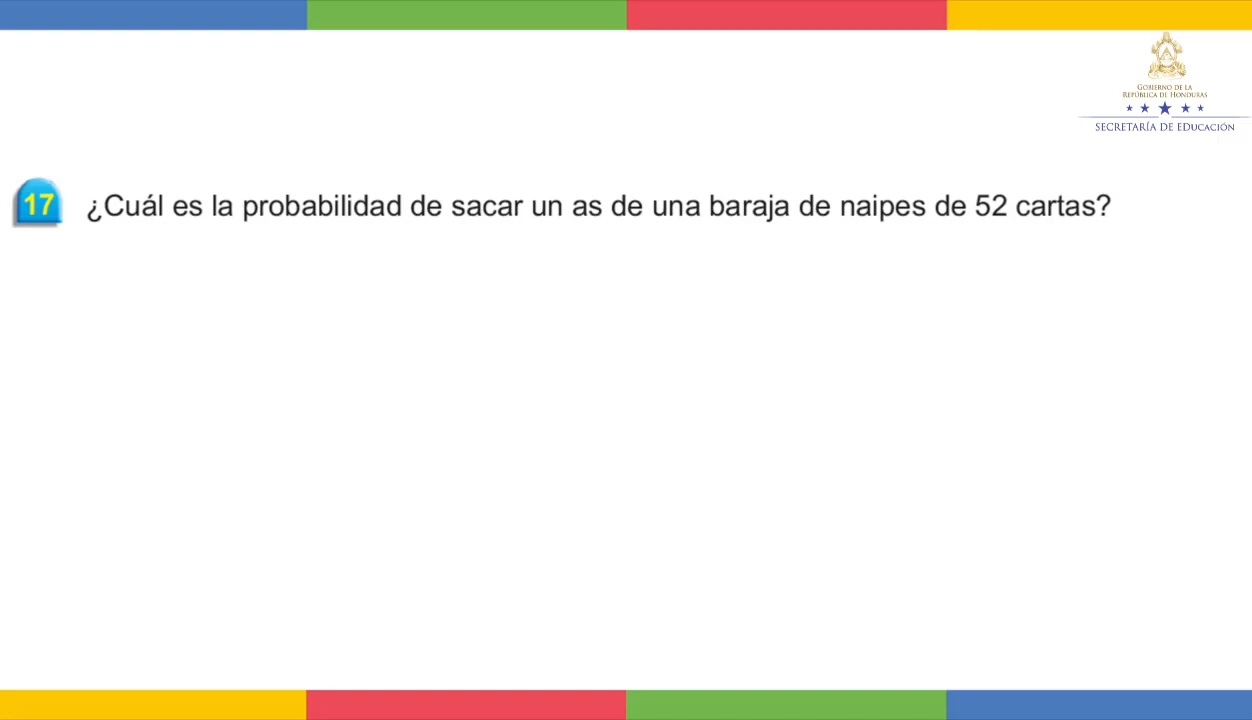 GOBIERNO DE LA
REPÚBLICA DE HONDURAS
SECRETARÍA DE EDUCACIÓN
17 ¿Cuál es la probabilidad de sacar un as de una baraja de naipes de 52 cartas?